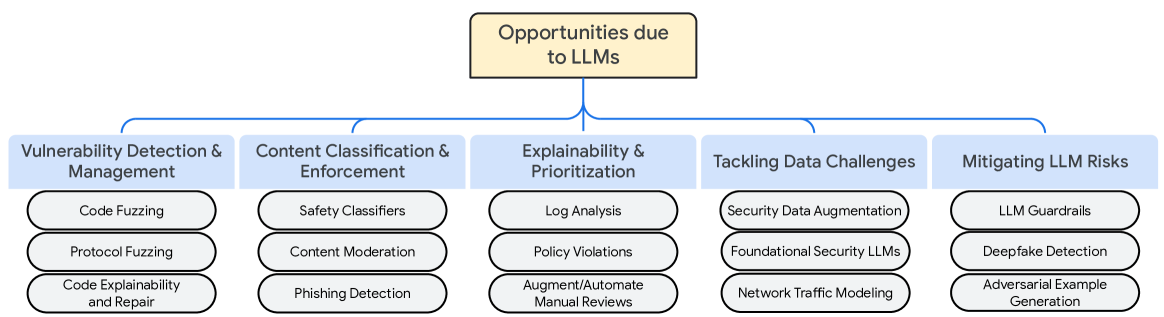 Opportunities due
to LLMs
Vulnerability Detection &
Management
Code Fuzzing
Protocol Fuzzing
Code Explainability
and Repair
Content Classification &
Enforcement
Safety Classifiers
Content Moderation
Phishing Detection
Explainability &
Prioritization
Log Analysis
Policy Violations
Augment/Automate
Manual Reviews
Tackling Data Challenges
Security Data Augmentation
Foundational Security LLMs
Network Traffic Modeling
Mitigating LLM Risks
LLM Guardrails
Deepfake Detection
Adversarial Example
Generation